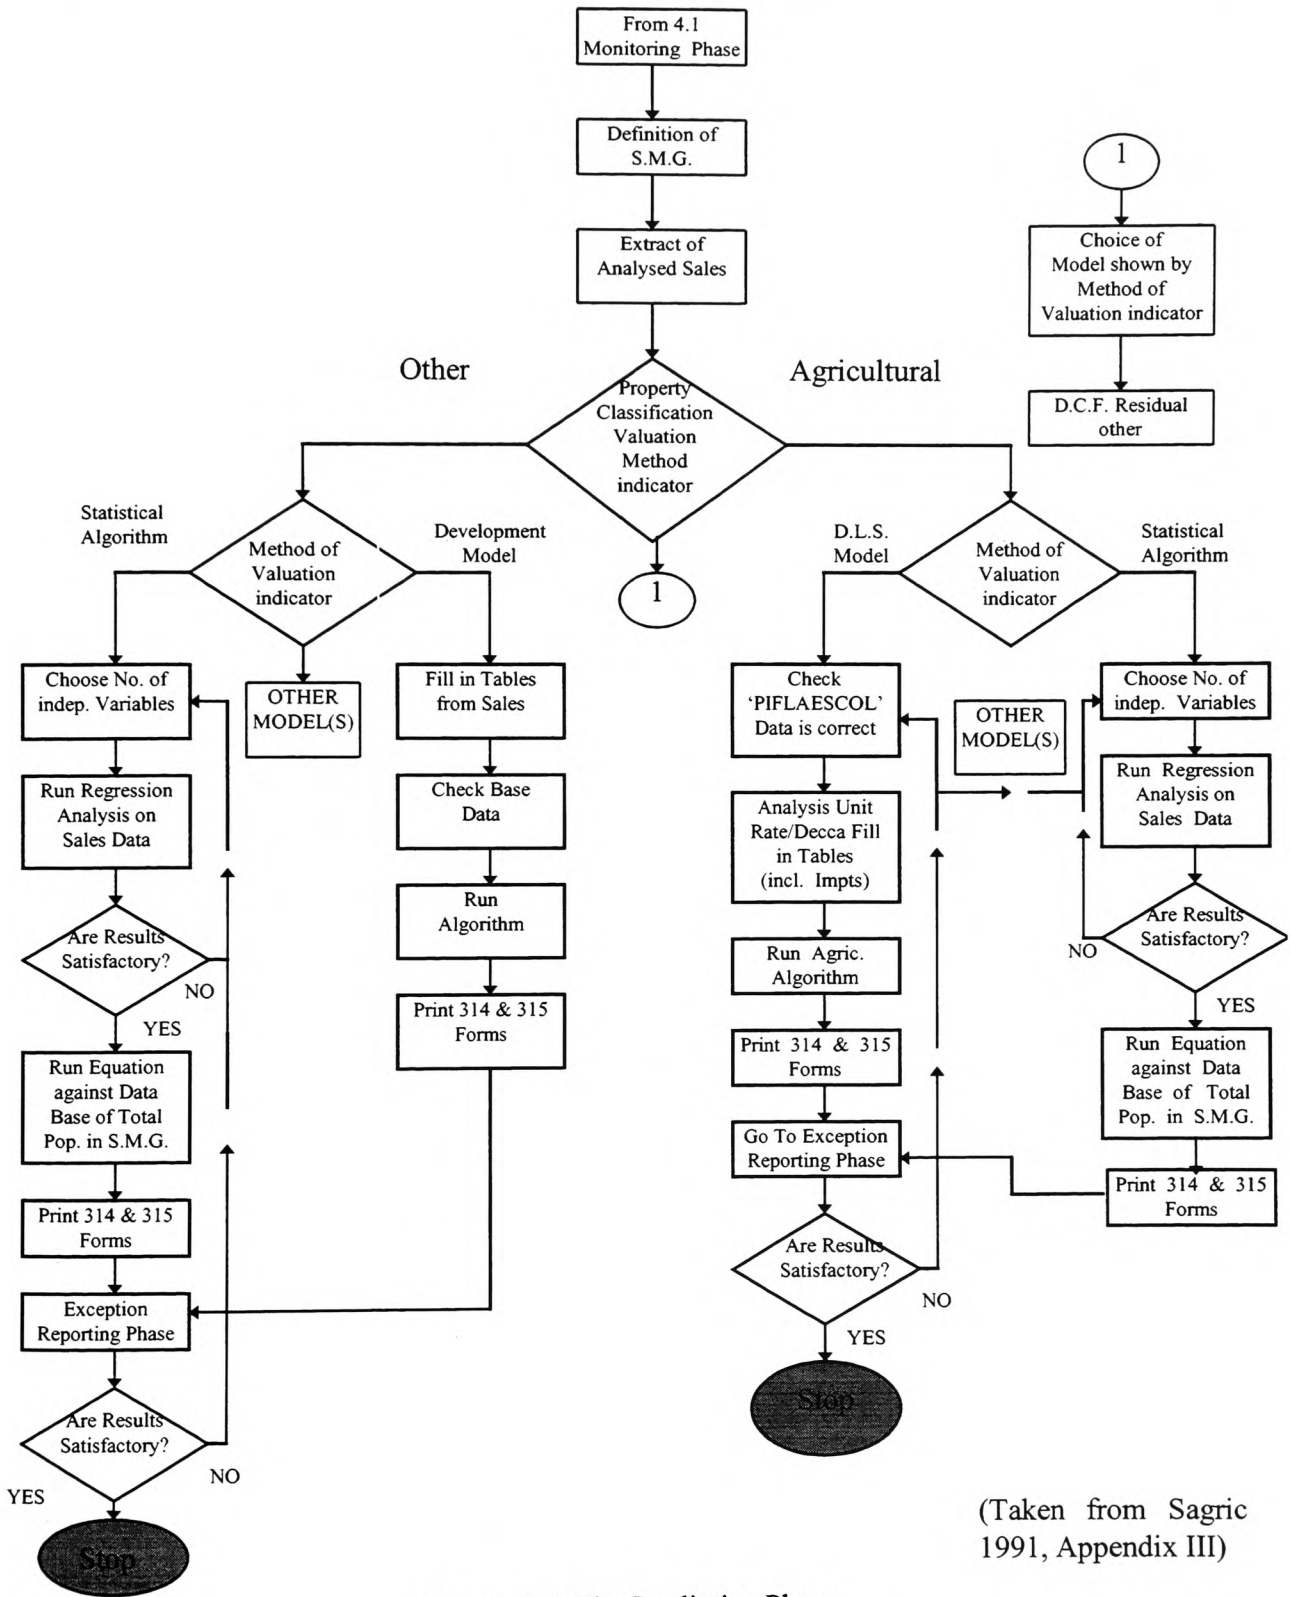 From 4.1
Monitoring Phase
Definition of
S.M.G.
Extract of
Analysed Sales
1
Choice of
Model shown by
Method of
Valuation indicator
D.C.F. Residual
other
Other
Agricultural
Property
Classification
Valuation
Method
indicator
1
Statistical
Algorithm
Method of
Valuation
indicator
Development
Model
Choose No. of
indep. Variables
OTHER
MODEL(S)
Fill in Tables
from Sales
Run Regression
Analysis on
Sales Data
Check Base
Data
Run
Algorithm
Are Results
Satisfactory?
NO
YES
Print 314 & 315
Forms
Run Equation
against Data
Base of Total
Pop. in S.M.G.
Print 314 & 315
Forms
Exception
Reporting Phase
Are Results
Satisfactory?
NO
YES
Stop
D.L.S.
Model
Method of
Valuation
indicator
Statistical
Algorithm
Check
‘PIFLAESCOL’
Data is correct
OTHER
MODEL(S)
Choose No. of
indep. Variables
Analysis Unit
Rate/Decca Fill
in Tables
(incl. Impts)
Run Regression
Analysis on
Sales Data
Run Agric.
Algorithm
Are Results
Satisfactory?
NO
YES
Print 314 & 315
Forms
Run Equation
against Data
Base of Total
Pop. in S.M.G.
Go To Exception
Reporting Phase
Print 314 & 315
Forms
Are Results
Satisfactory?
NO
YES
Stop
(Taken from Sagric
1991, Appendix III)